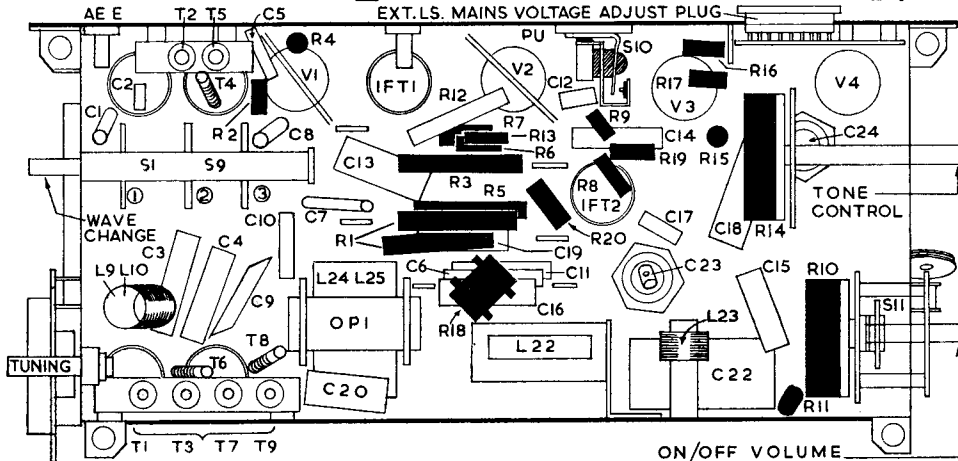 AE E T2 T5 C5 EXT.LS. MAINS VOLTAGE ADJUST PLUG
R4 PU S10
C2 T4 V1 IFT1 V2 C12 R17 R16 V3 V4
C1 R2 C8 R12 R7 R13 R6 R9 C14 R19 R15 C24
S1 S9 C13 R3 R8 IFT2
1 2 3 R5
WAVE CHANGE C10 C7 R1 R20 C17 C18 R14 TONE CONTROL
C3 C4 C19
L9 L10 C9 L24 L25 C6 C11 C23 C15 R10
OP1 R18 C16 L23 S11
TUNING T6 T8 L22 C22
C20 R11
T1 T3 T7 T9
ON/OFF VOLUME